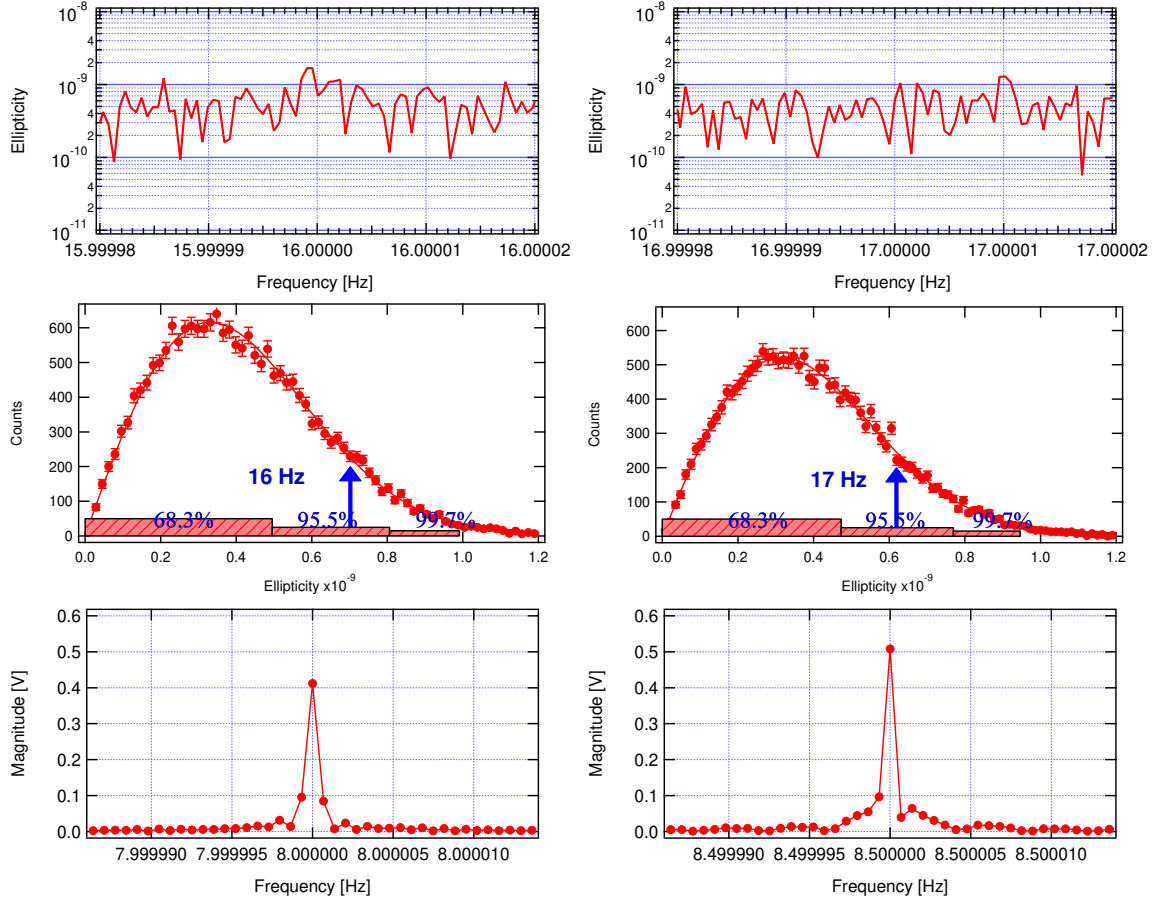 10⁻⁸
4
2
10⁻⁹
4
2
10⁻¹⁰
4
2
10⁻¹¹
Ellipticity
15.99998 15.99999 16.00000 16.00001 16.00002
Frequency [Hz]
10⁻⁸
4
2
10⁻⁹
4
2
10⁻¹⁰
4
2
10⁻¹¹
Ellipticity
16.99998 16.99999 17.00000 17.00001 17.00002
Frequency [Hz]
600
500
400
300
200
100
0
Counts
16 Hz
68.3% 95.5% 99.7%
0.0 0.2 0.4 0.6 0.8 1.0 1.2
Ellipticity x10⁻⁹
600
500
400
300
200
100
0
Counts
17 Hz
68.3% 95.5% 99.7%
0.0 0.2 0.4 0.6 0.8 1.0 1.2
Ellipticity x10⁻⁹
0.6
0.5
0.4
0.3
0.2
0.1
0.0
Magnitude [V]
7.999990 7.999995 8.000000 8.000005 8.000010
Frequency [Hz]
0.6
0.5
0.4
0.3
0.2
0.1
0.0
Magnitude [V]
8.499990 8.499995 8.500000 8.500005 8.500010
Frequency [Hz]